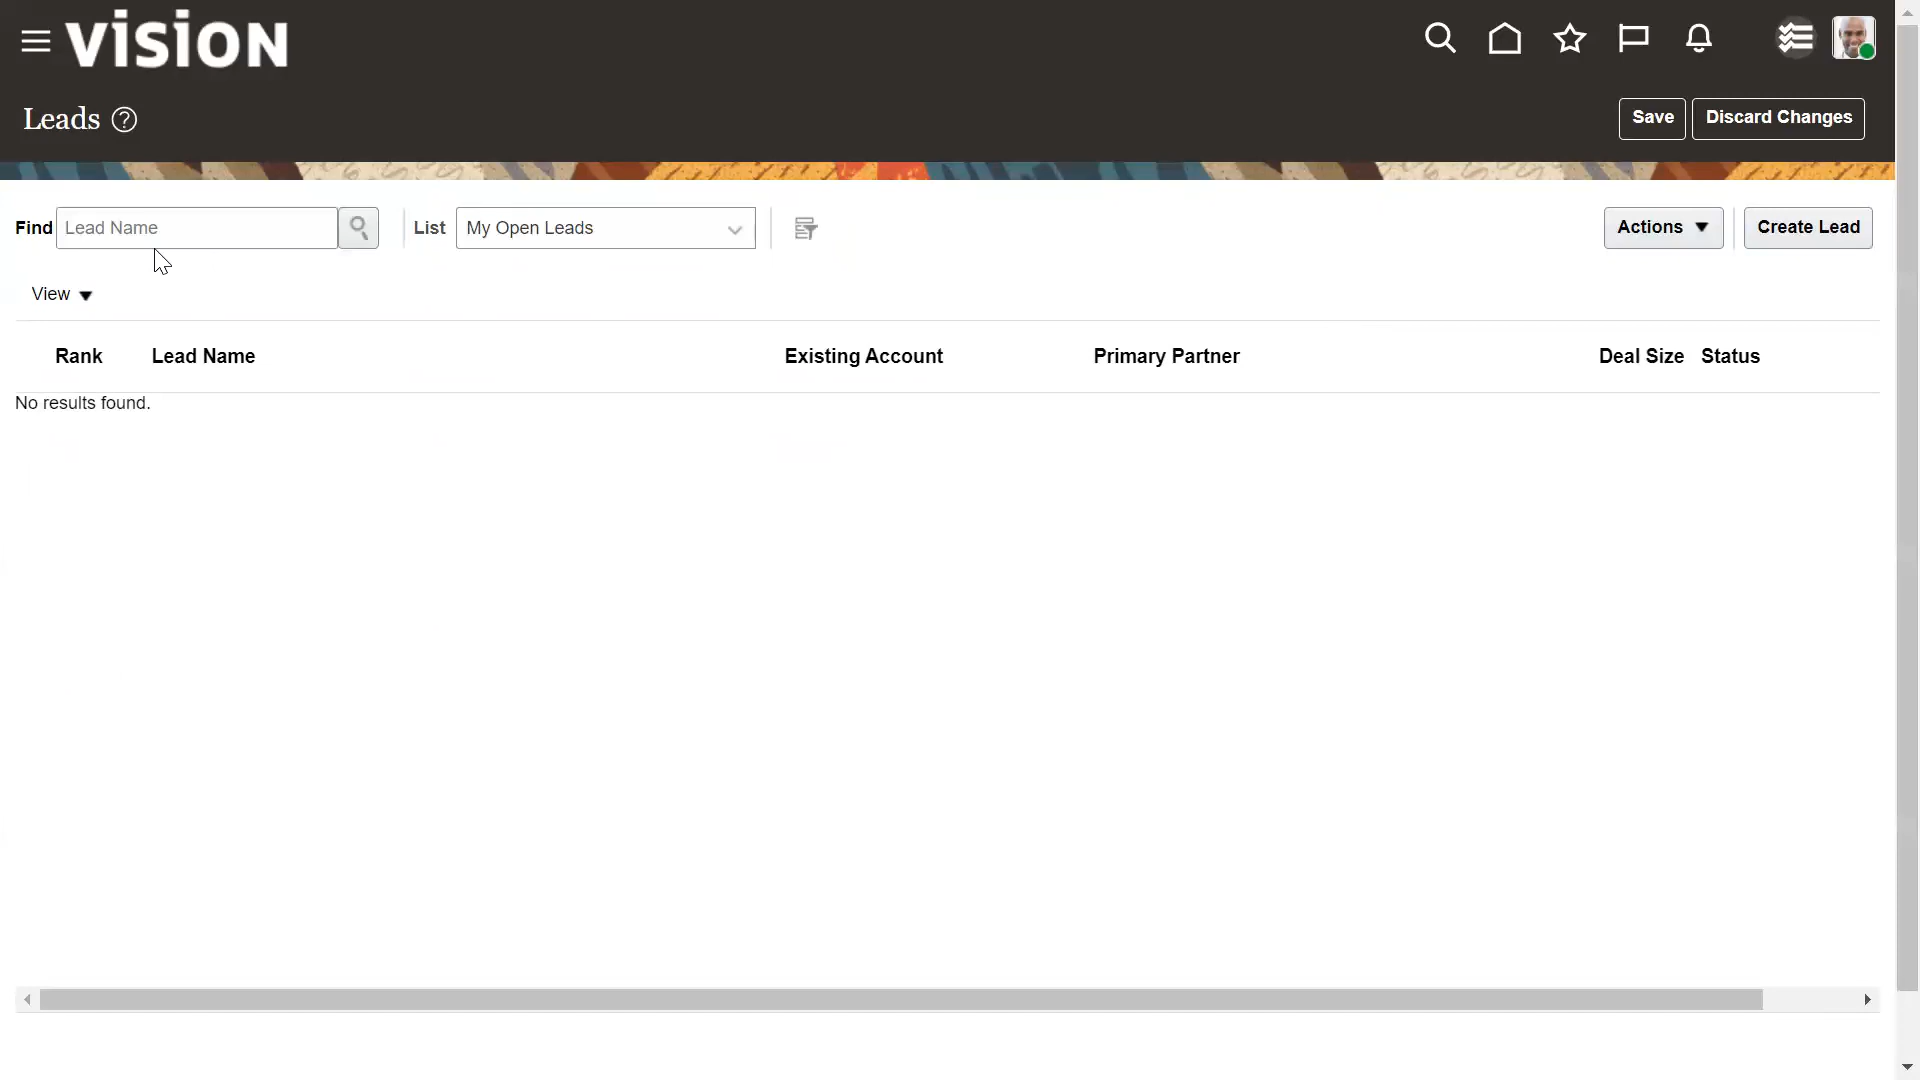 vision
Leads
Save
Discard Changes
Find
Lead Name
List
My Open Leads
Actions
Create Lead
View
Rank
Lead Name
Existing Account
Primary Partner
Deal Size
Status
No results found.